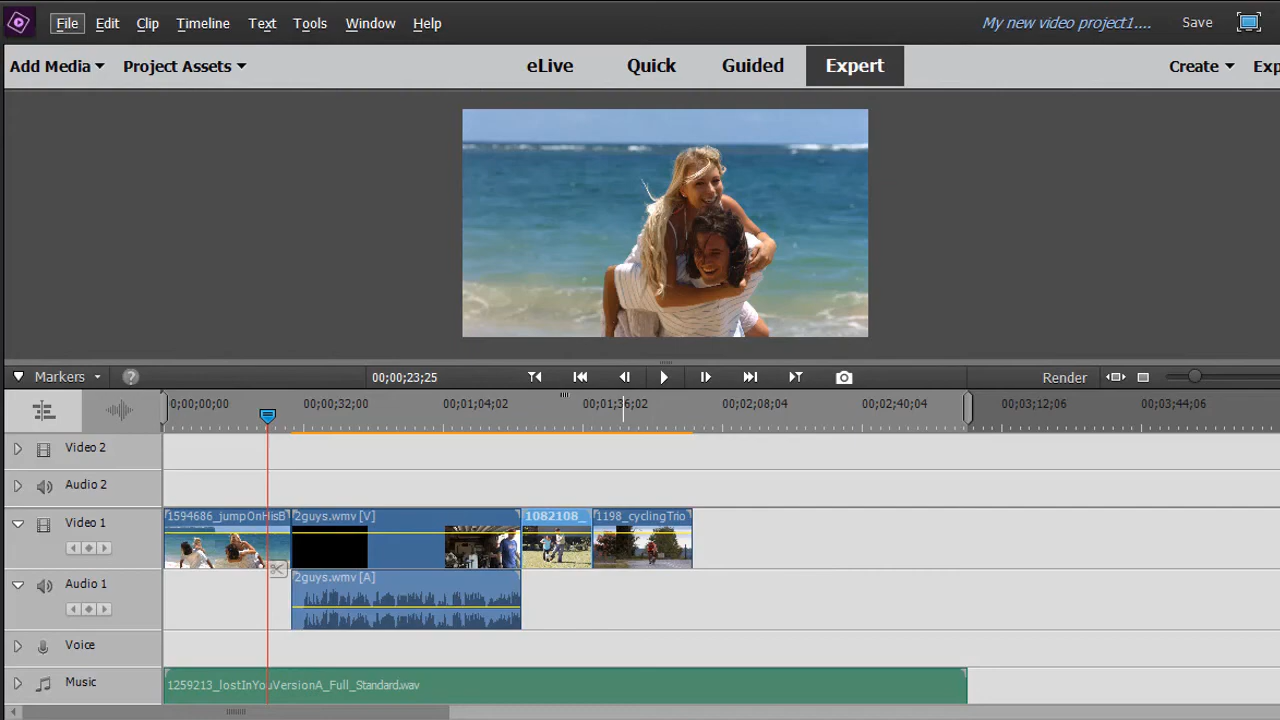 File Edit Clip Timeline Text Tools Window Help My new video project1.... Save
Add Media Project Assets eLive Quick Guided Expert Create Exp
Markers ? 00;00;23;25 Render
0;00;00;00 00;00;32;00 00;01;04;02 00;01;36;02 00;02;08;04 00;02;40;04 00;03;12;06 00;03;44;06
Video 2
Audio 2
Video 1 1594686_jumpOnHisB 2guys.wmv [V] 1082108_ 1198_cyclingTrio
Audio 1 2guys.wmv [A]
Voice
Music 1259213_lostInYouVersionA_Full_Standard.wav